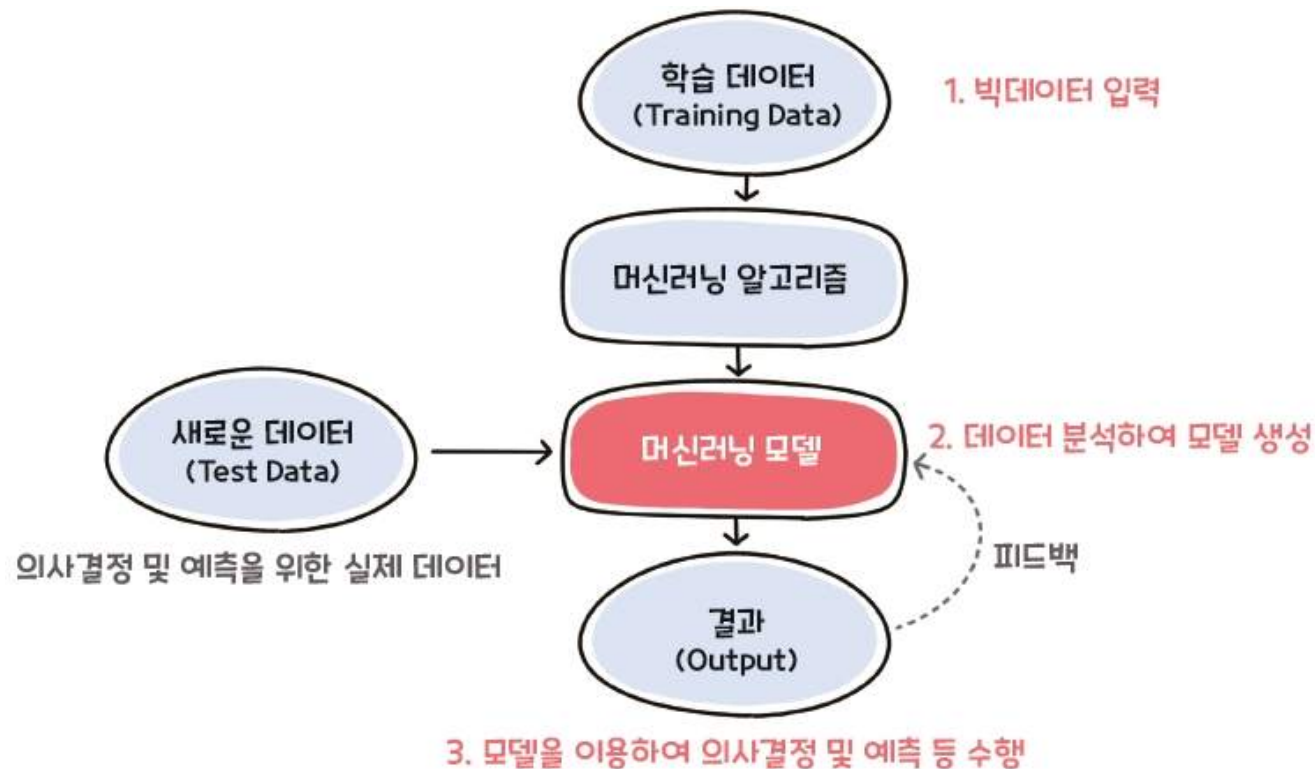 학습 데이터
(Training Data)
1. 빅데이터 입력
머신러닝 알고리즘
새로운 데이터
(Test Data)
머신러닝 모델
2. 데이터 분석하여 모델 생성
의사결정 및 예측을 위한 실제 데이터
피드백
결과
(Output)
3. 모델을 이용하여 의사결정 및 예측 등 수행